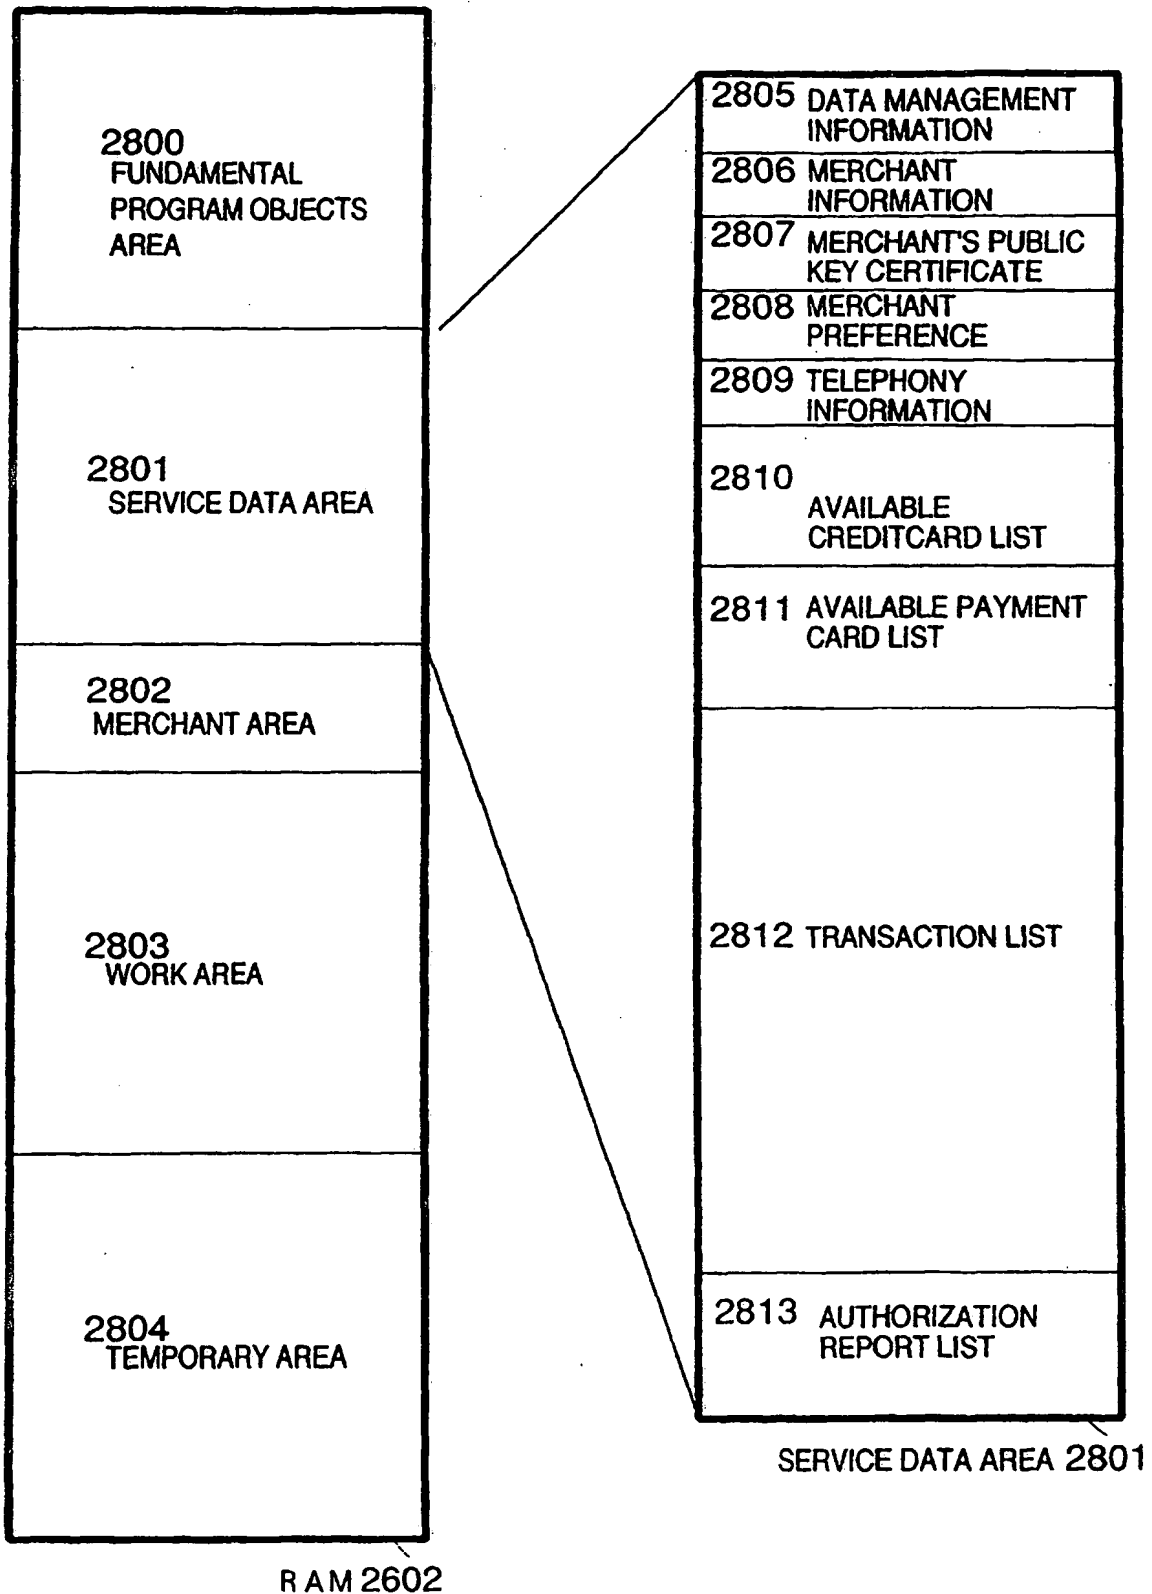 2800
FUNDAMENTAL
PROGRAM OBJECTS
AREA
2801
SERVICE DATA AREA
2802
MERCHANT AREA
2803
WORK AREA
2804
TEMPORARY AREA
RAM 2602
2805 DATA MANAGEMENT
INFORMATION
2806 MERCHANT
INFORMATION
2807 MERCHANT'S PUBLIC
KEY CERTIFICATE
2808 MERCHANT
PREFERENCE
2809 TELEPHONY
INFORMATION
2810
AVAILABLE
CREDITCARD LIST
2811 AVAILABLE PAYMENT
CARD LIST
2812 TRANSACTION LIST
2813 AUTHORIZATION
REPORT LIST
SERVICE DATA AREA 2801